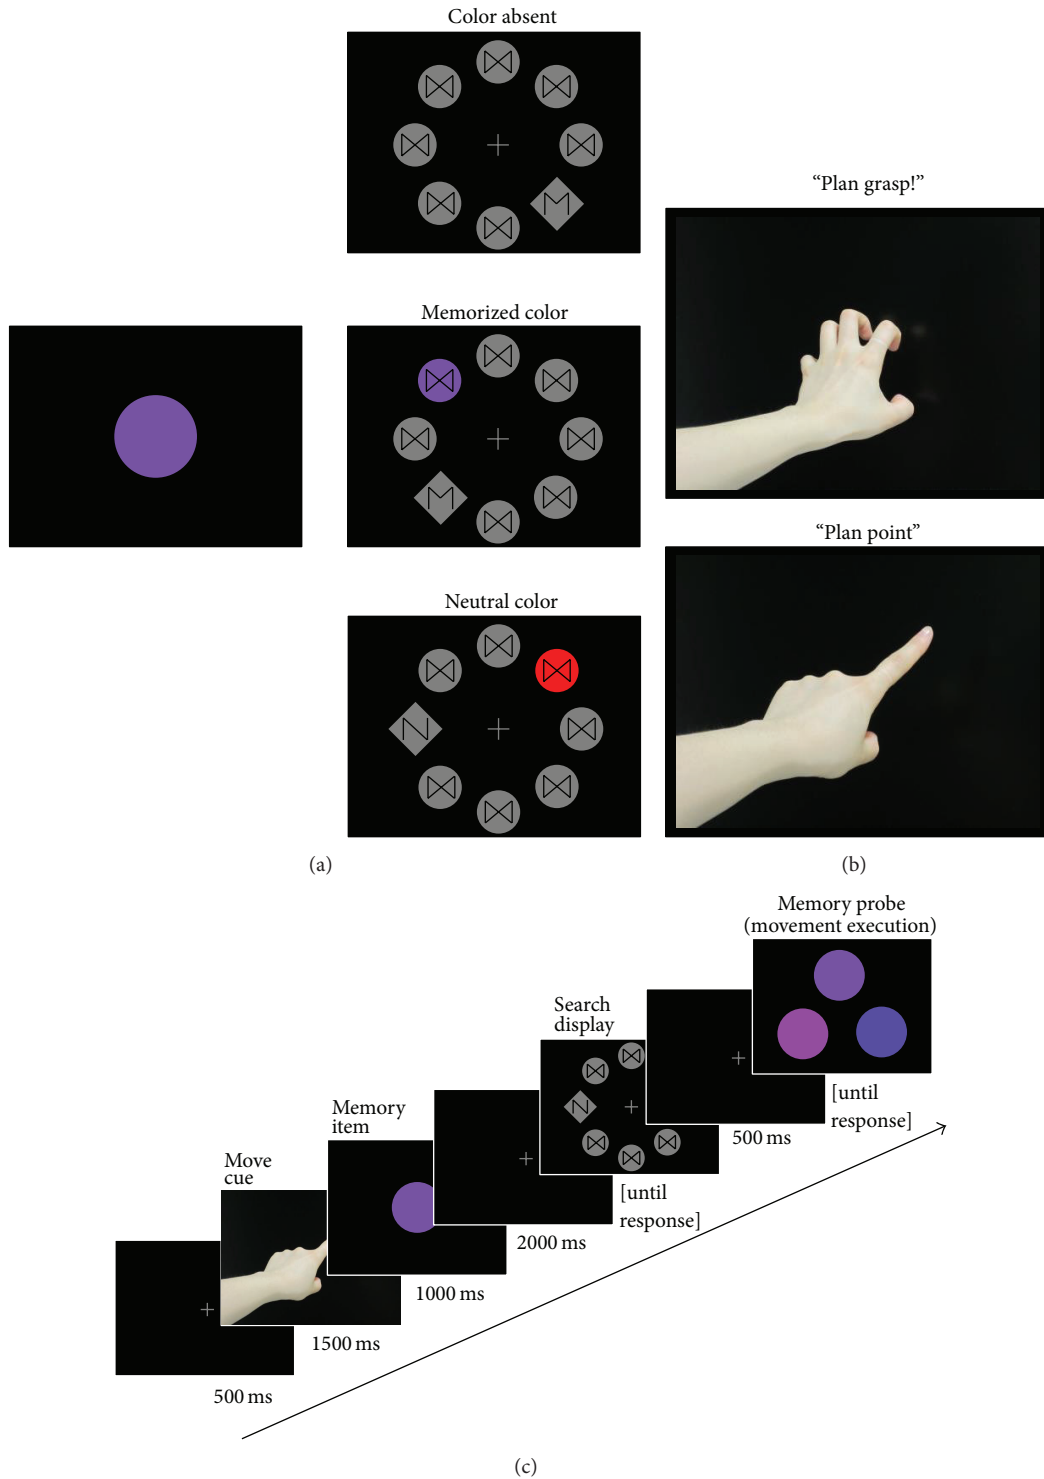 Color absent
M
Memorized color
M
Neutral color
N
(a)
“Plan grasp!”
“Plan point”
(b)
Memory probe
(movement execution)
Search
display
N
[until
response]
Memory
item
500 ms
[until
response]
Move
cue
2000 ms
1000 ms
1500 ms
500 ms
(c)